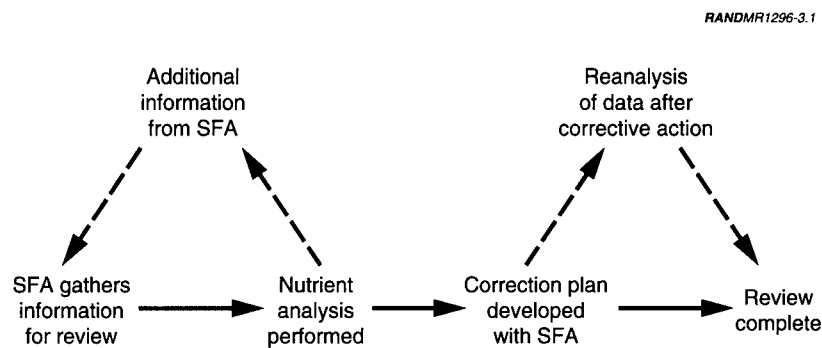 RANDMR1296-3.1
Additional
information
from SFA
Reanalysis
of data after
corrective action
SFA gathers
information
for review
Nutrient
analysis
performed
Correction plan
developed
with SFA
Review
complete